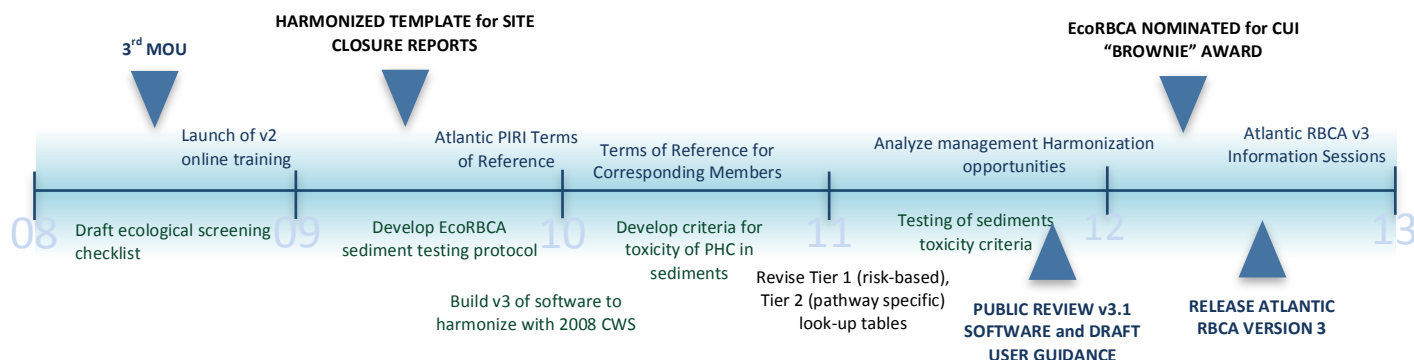 HARMONIZED TEMPLATE for SITE
CLOSURE REPORTS
3rd MOU
EcoRBCA NOMINATED for CUI
“BROWNIE” AWARD
Launch of v2
online training
Atlantic PIRI Terms
of Reference
Terms of Reference for
Corresponding Members
Analyze management Harmonization
opportunities
Atlantic RBCA v3
Information Sessions
08
09
10
11
12
13
Draft ecological screening
checklist
Develop EcoRBCA
sediment testing protocol
Build v3 of software to
harmonize with 2008 CWS
Develop criteria for
toxicity of PHC in
sediments
Revise Tier 1 (risk-based),
Tier 2 (pathway specific)
look-up tables
Testing of sediments
toxicity criteria
PUBLIC REVIEW v3.1
SOFTWARE and DRAFT
USER GUIDANCE
RELEASE ATLANTIC
RBCA VERSION 3